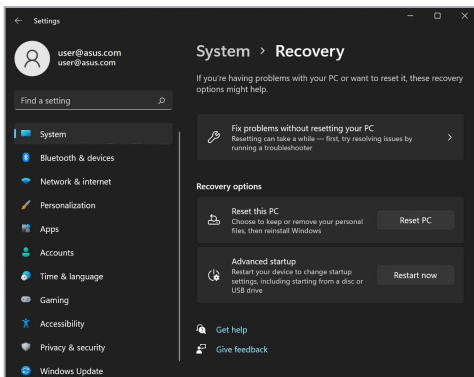 Settings
user@asus.com
user@asus.com
Find a setting
System
Bluetooth & devices
Network & internet
Personalization
Apps
Accounts
Time & language
Gaming
Accessibility
Privacy & security
Windows Update
System > Recovery
If you're having problems with your PC or want to reset it, these recovery
options might help.
Fix problems without resetting your PC
Resetting can take a while — first, try resolving issues by
running a troubleshooter
Recovery options
Reset this PC
Choose to keep or remove your personal
files, then reinstall Windows
Reset PC
Advanced startup
Restart your device to change startup
settings, including starting from a disc or
USB drive
Restart now
Get help
Give feedback